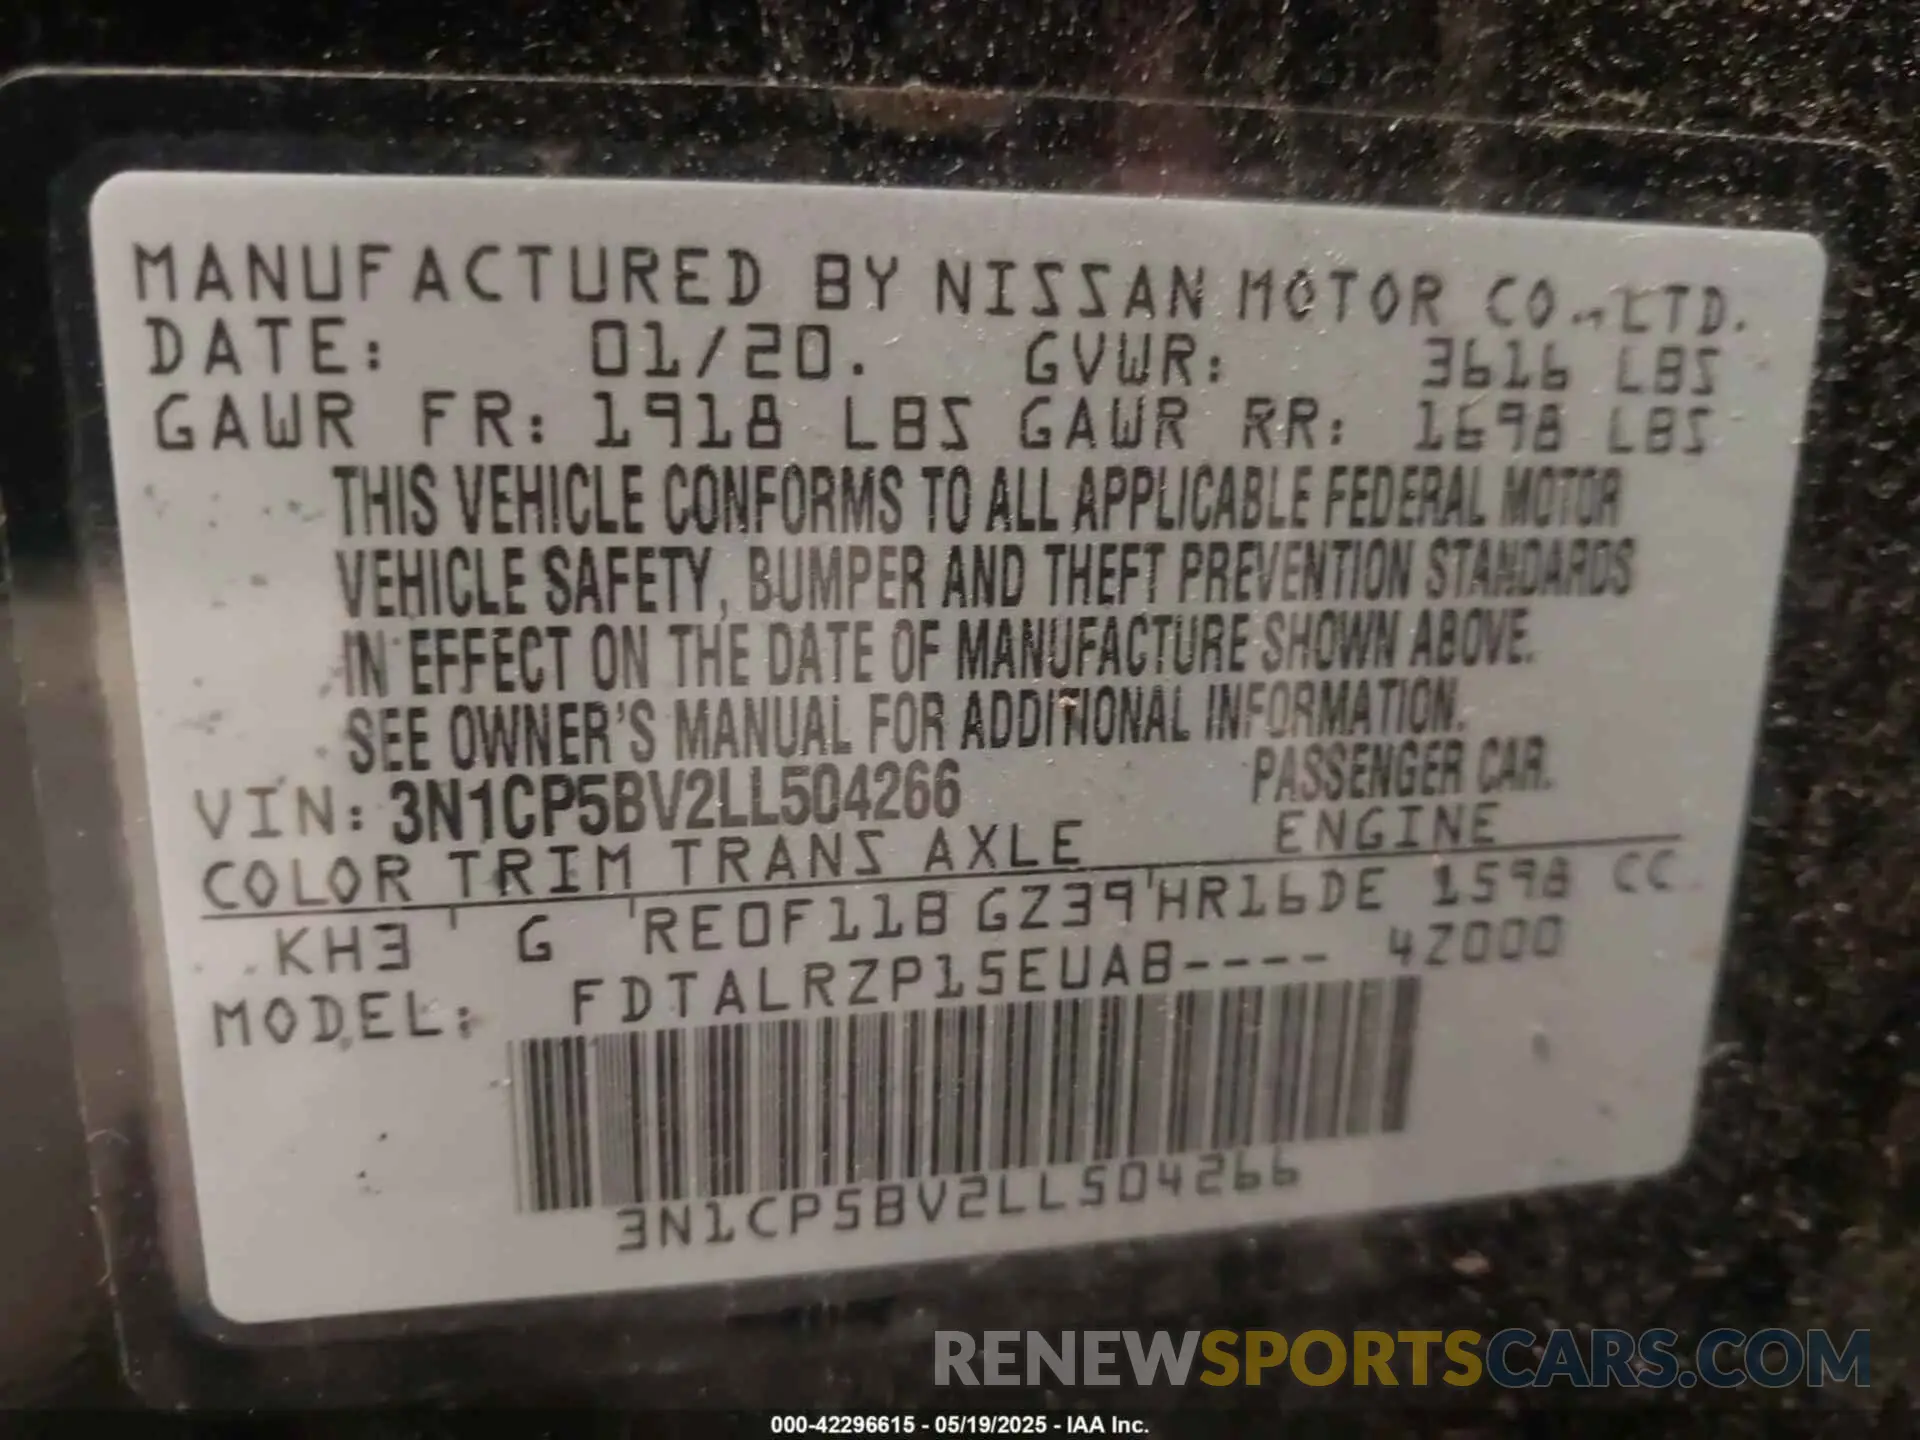 MANUFACTURED BY NISSAN MOTOR CO.,LTD.
DATE: 01/20. GVWR: 3616 LBS
GAWR FR: 1918 LBS GAWR RR: 1698 LBS
THIS VEHICLE CONFORMS TO ALL APPLICABLE FEDERAL MOTOR
VEHICLE SAFETY, BUMPER AND THEFT PREVENTION STANDARDS
IN EFFECT ON THE DATE OF MANUFACTURE SHOWN ABOVE.
SEE OWNER'S MANUAL FOR ADDITIONAL INFORMATION.
VIN: 3N1CP5BV2LL504266 PASSENGER CAR.
COLOR TRIM TRANS AXLE ENGINE
KH3 G RE0F11B GZ39 HR16DE 1598 CC
MODEL: FDTALRZP15EUAB---- 4Z000
3N1CP5BV2LL504266
RENEWSPORTSCARS.COM
000-42296615 - 05/19/2025 - IAA Inc.